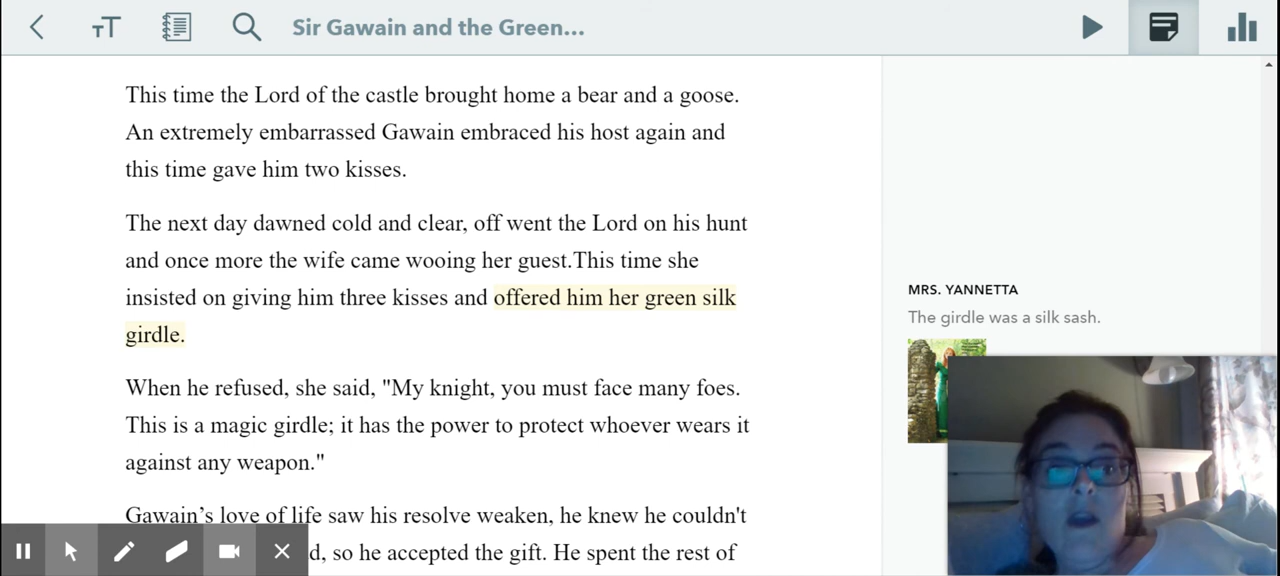 Sir Gawain and the Green...
This time the Lord of the castle brought home a bear and a goose.
An extremely embarrassed Gawain embraced his host again and
this time gave him two kisses.
The next day dawned cold and clear, off went the Lord on his hunt
and once more the wife came wooing her guest.This time she
insisted on giving him three kisses and offered him her green silk
girdle.
MRS. YANNETTA
The girdle was a silk sash.
When he refused, she said, "My knight, you must face many foes.
This is a magic girdle; it has the power to protect whoever wears it
against any weapon."
Gawain’s love of life saw his resolve weaken, he knew he couldn't
d, so he accepted the gift. He spent the rest of